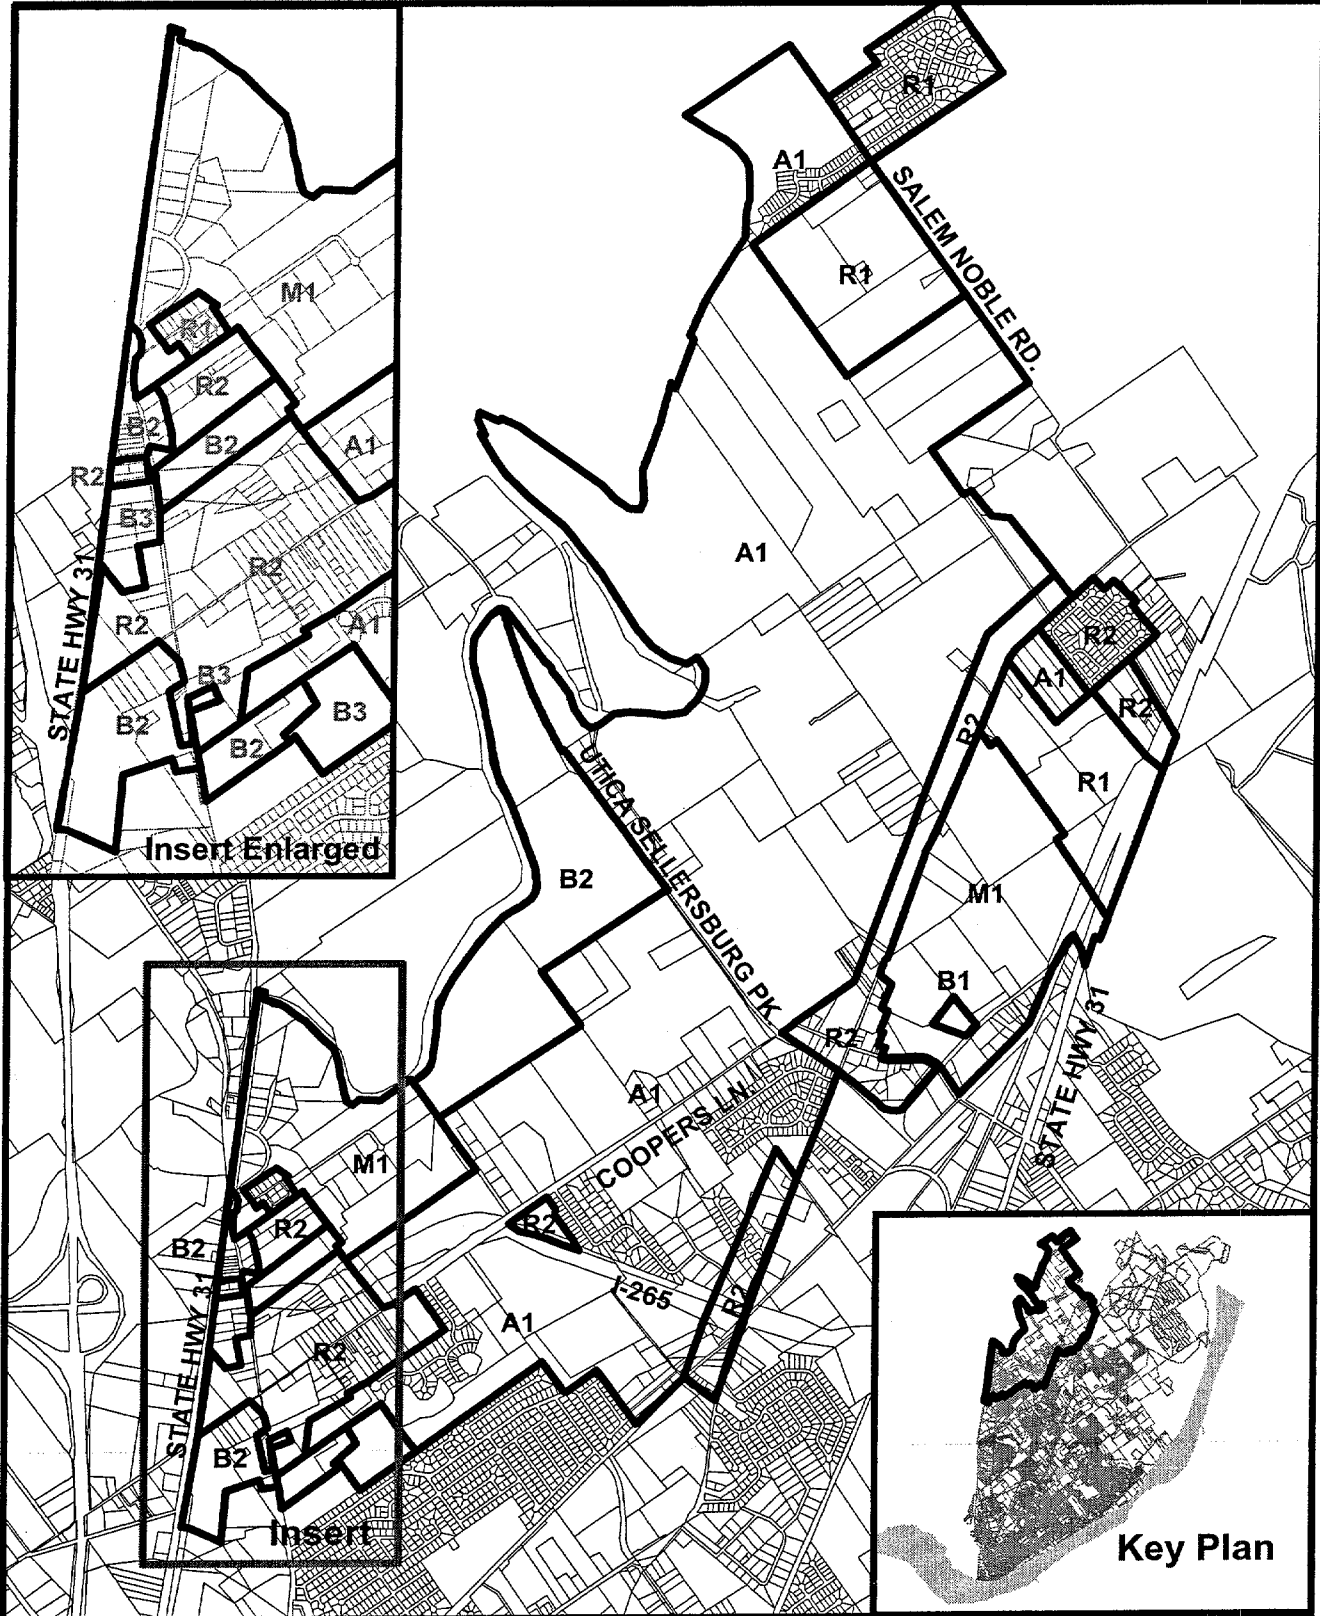 R1
A1
SALEM NOBLE RD.
R1
M1
R1
R2
B2
B2
A1
R2
B3
R2
STATE HWY 31
R2
A1
B3
B2
B3
B2
Insert Enlarged
A1
R2
A1
R2
R2
R1
UTICA SELLERSBURG PK
B2
M1
B1
R2
STATE HWY 31
A1
COOPERS LN.
M1
R2
B2
R2
I-265
R2
A1
STATE HWY 31
R2
B2
Insert
Key Plan